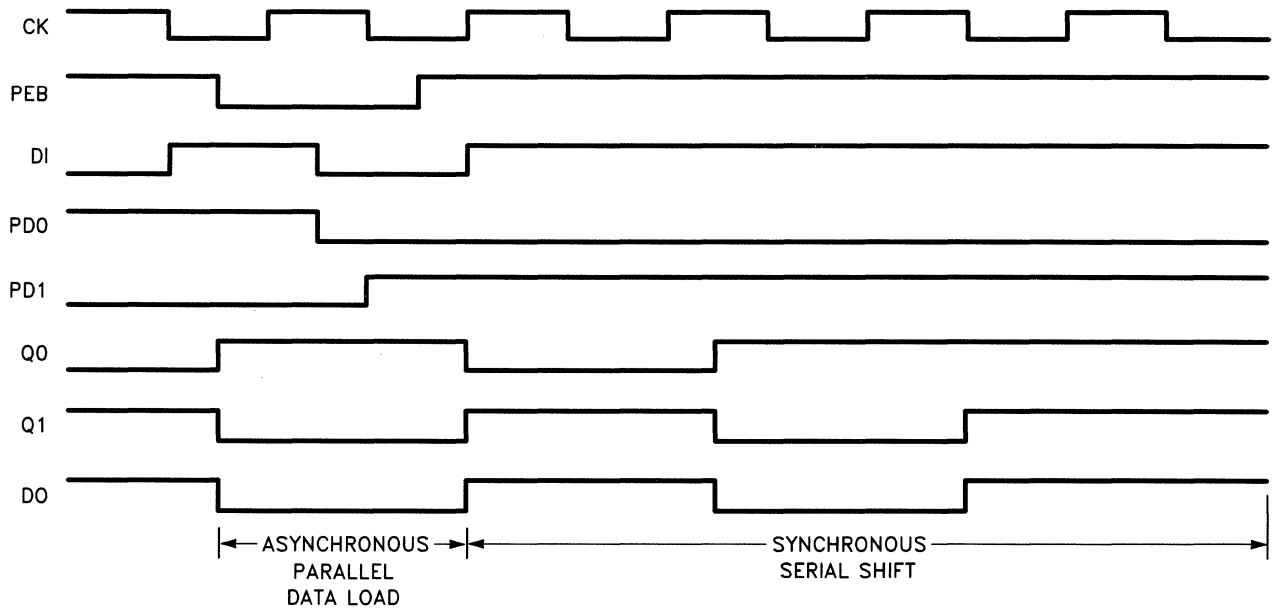 CK
PEB
DI
PD0
PD1
Q0
Q1
DO
ASYNCHRONOUS
PARALLEL
DATA LOAD
SYNCHRONOUS
SERIAL SHIFT